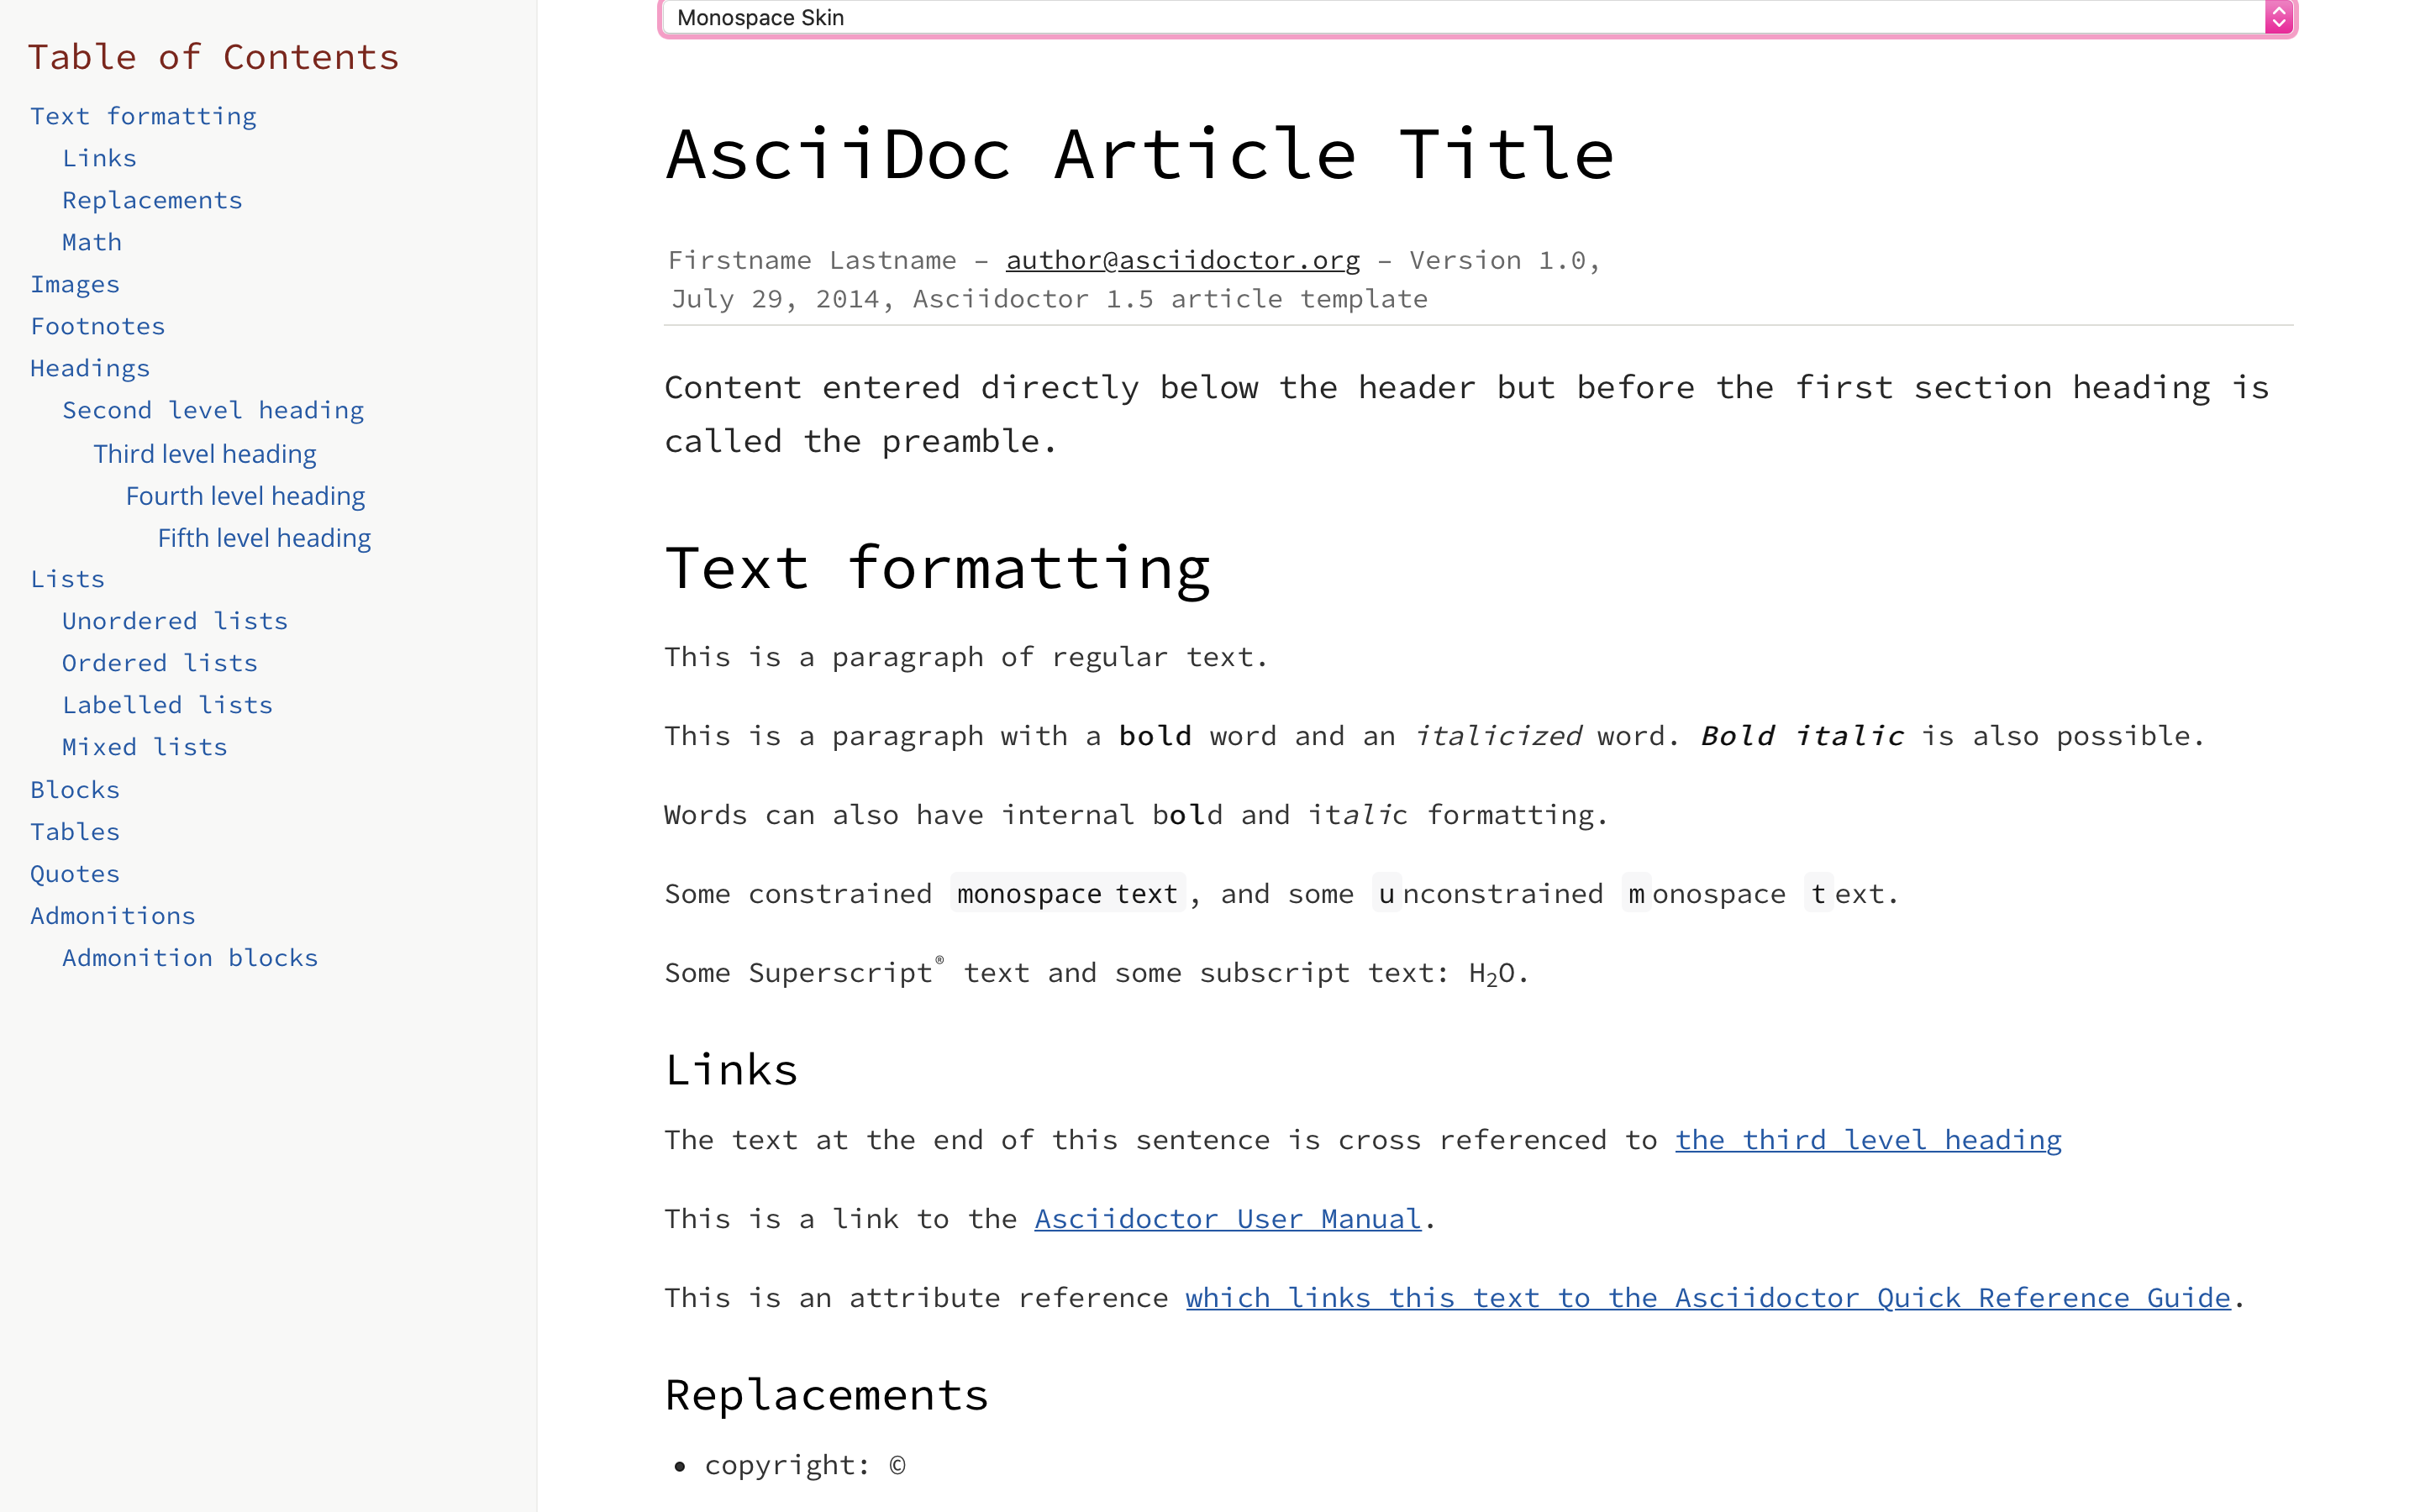 Monospace Skin
Table of Contents
Text formatting
Links
Replacements
Math
Images
Footnotes
Headings
Second level heading
Third level heading
Fourth level heading
Fifth level heading
Lists
Unordered lists
Ordered lists
Labelled lists
Mixed lists
Blocks
Tables
Quotes
Admonitions
Admonition blocks
AsciiDoc Article Title
Firstname Lastname – author@asciidoctor.org – Version 1.0,
July 29, 2014, Asciidoctor 1.5 article template
Content entered directly below the header but before the first section heading is
called the preamble.
Text formatting
This is a paragraph of regular text.
This is a paragraph with a bold word and an italicized word. Bold italic is also possible.
Words can also have internal bold and italic formatting.
Some constrained monospace text, and some unconstrained monospace text.
Some Superscript® text and some subscript text: H₂O.
Links
The text at the end of this sentence is cross referenced to the third level heading
This is a link to the Asciidoctor User Manual.
This is an attribute reference which links this text to the Asciidoctor Quick Reference Guide.
Replacements
• copyright: ©